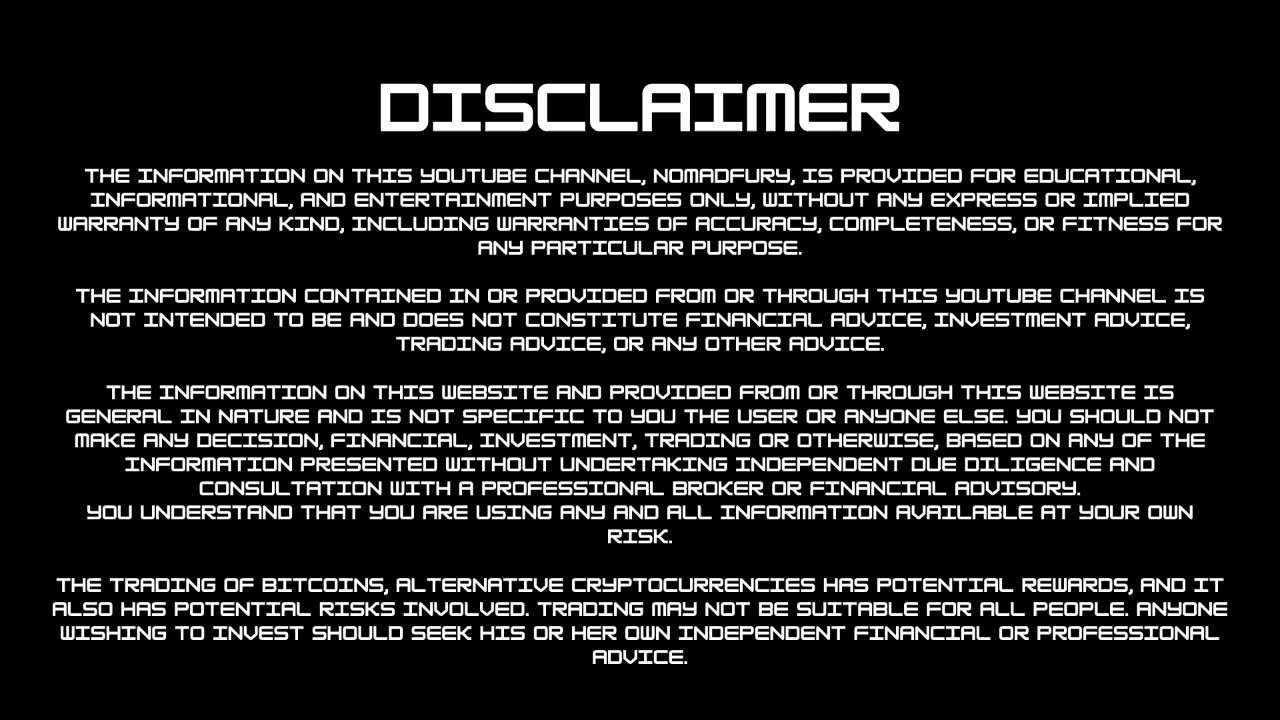 DISCLAIMER
THE INFORMATION ON THIS YOUTUBE CHANNEL, NOMADFURY, IS PROVIDED FOR EDUCATIONAL,
INFORMATIONAL, AND ENTERTAINMENT PURPOSES ONLY, WITHOUT ANY EXPRESS OR IMPLIED
WARRANTY OF ANY KIND, INCLUDING WARRANTIES OF ACCURACY, COMPLETENESS, OR FITNESS FOR
ANY PARTICULAR PURPOSE.
THE INFORMATION CONTAINED IN OR PROVIDED FROM OR THROUGH THIS YOUTUBE CHANNEL IS
NOT INTENDED TO BE AND DOES NOT CONSTITUTE FINANCIAL ADVICE, INVESTMENT ADVICE,
TRADING ADVICE, OR ANY OTHER ADVICE.
THE INFORMATION ON THIS WEBSITE AND PROVIDED FROM OR THROUGH THIS WEBSITE IS
GENERAL IN NATURE AND IS NOT SPECIFIC TO YOU THE USER OR ANYONE ELSE. YOU SHOULD NOT
MAKE ANY DECISION, FINANCIAL, INVESTMENT, TRADING OR OTHERWISE, BASED ON ANY OF THE
INFORMATION PRESENTED WITHOUT UNDERTAKING INDEPENDENT DUE DILIGENCE AND
CONSULTATION WITH A PROFESSIONAL BROKER OR FINANCIAL ADVISORY.
YOU UNDERSTAND THAT YOU ARE USING ANY AND ALL INFORMATION AVAILABLE AT YOUR OWN
RISK.
THE TRADING OF BITCOINS, ALTERNATIVE CRYPTOCURRENCIES HAS POTENTIAL REWARDS, AND IT
ALSO HAS POTENTIAL RISKS INVOLVED. TRADING MAY NOT BE SUITABLE FOR ALL PEOPLE. ANYONE
WISHING TO INVEST SHOULD SEEK HIS OR HER OWN INDEPENDENT FINANCIAL OR PROFESSIONAL
ADVICE.